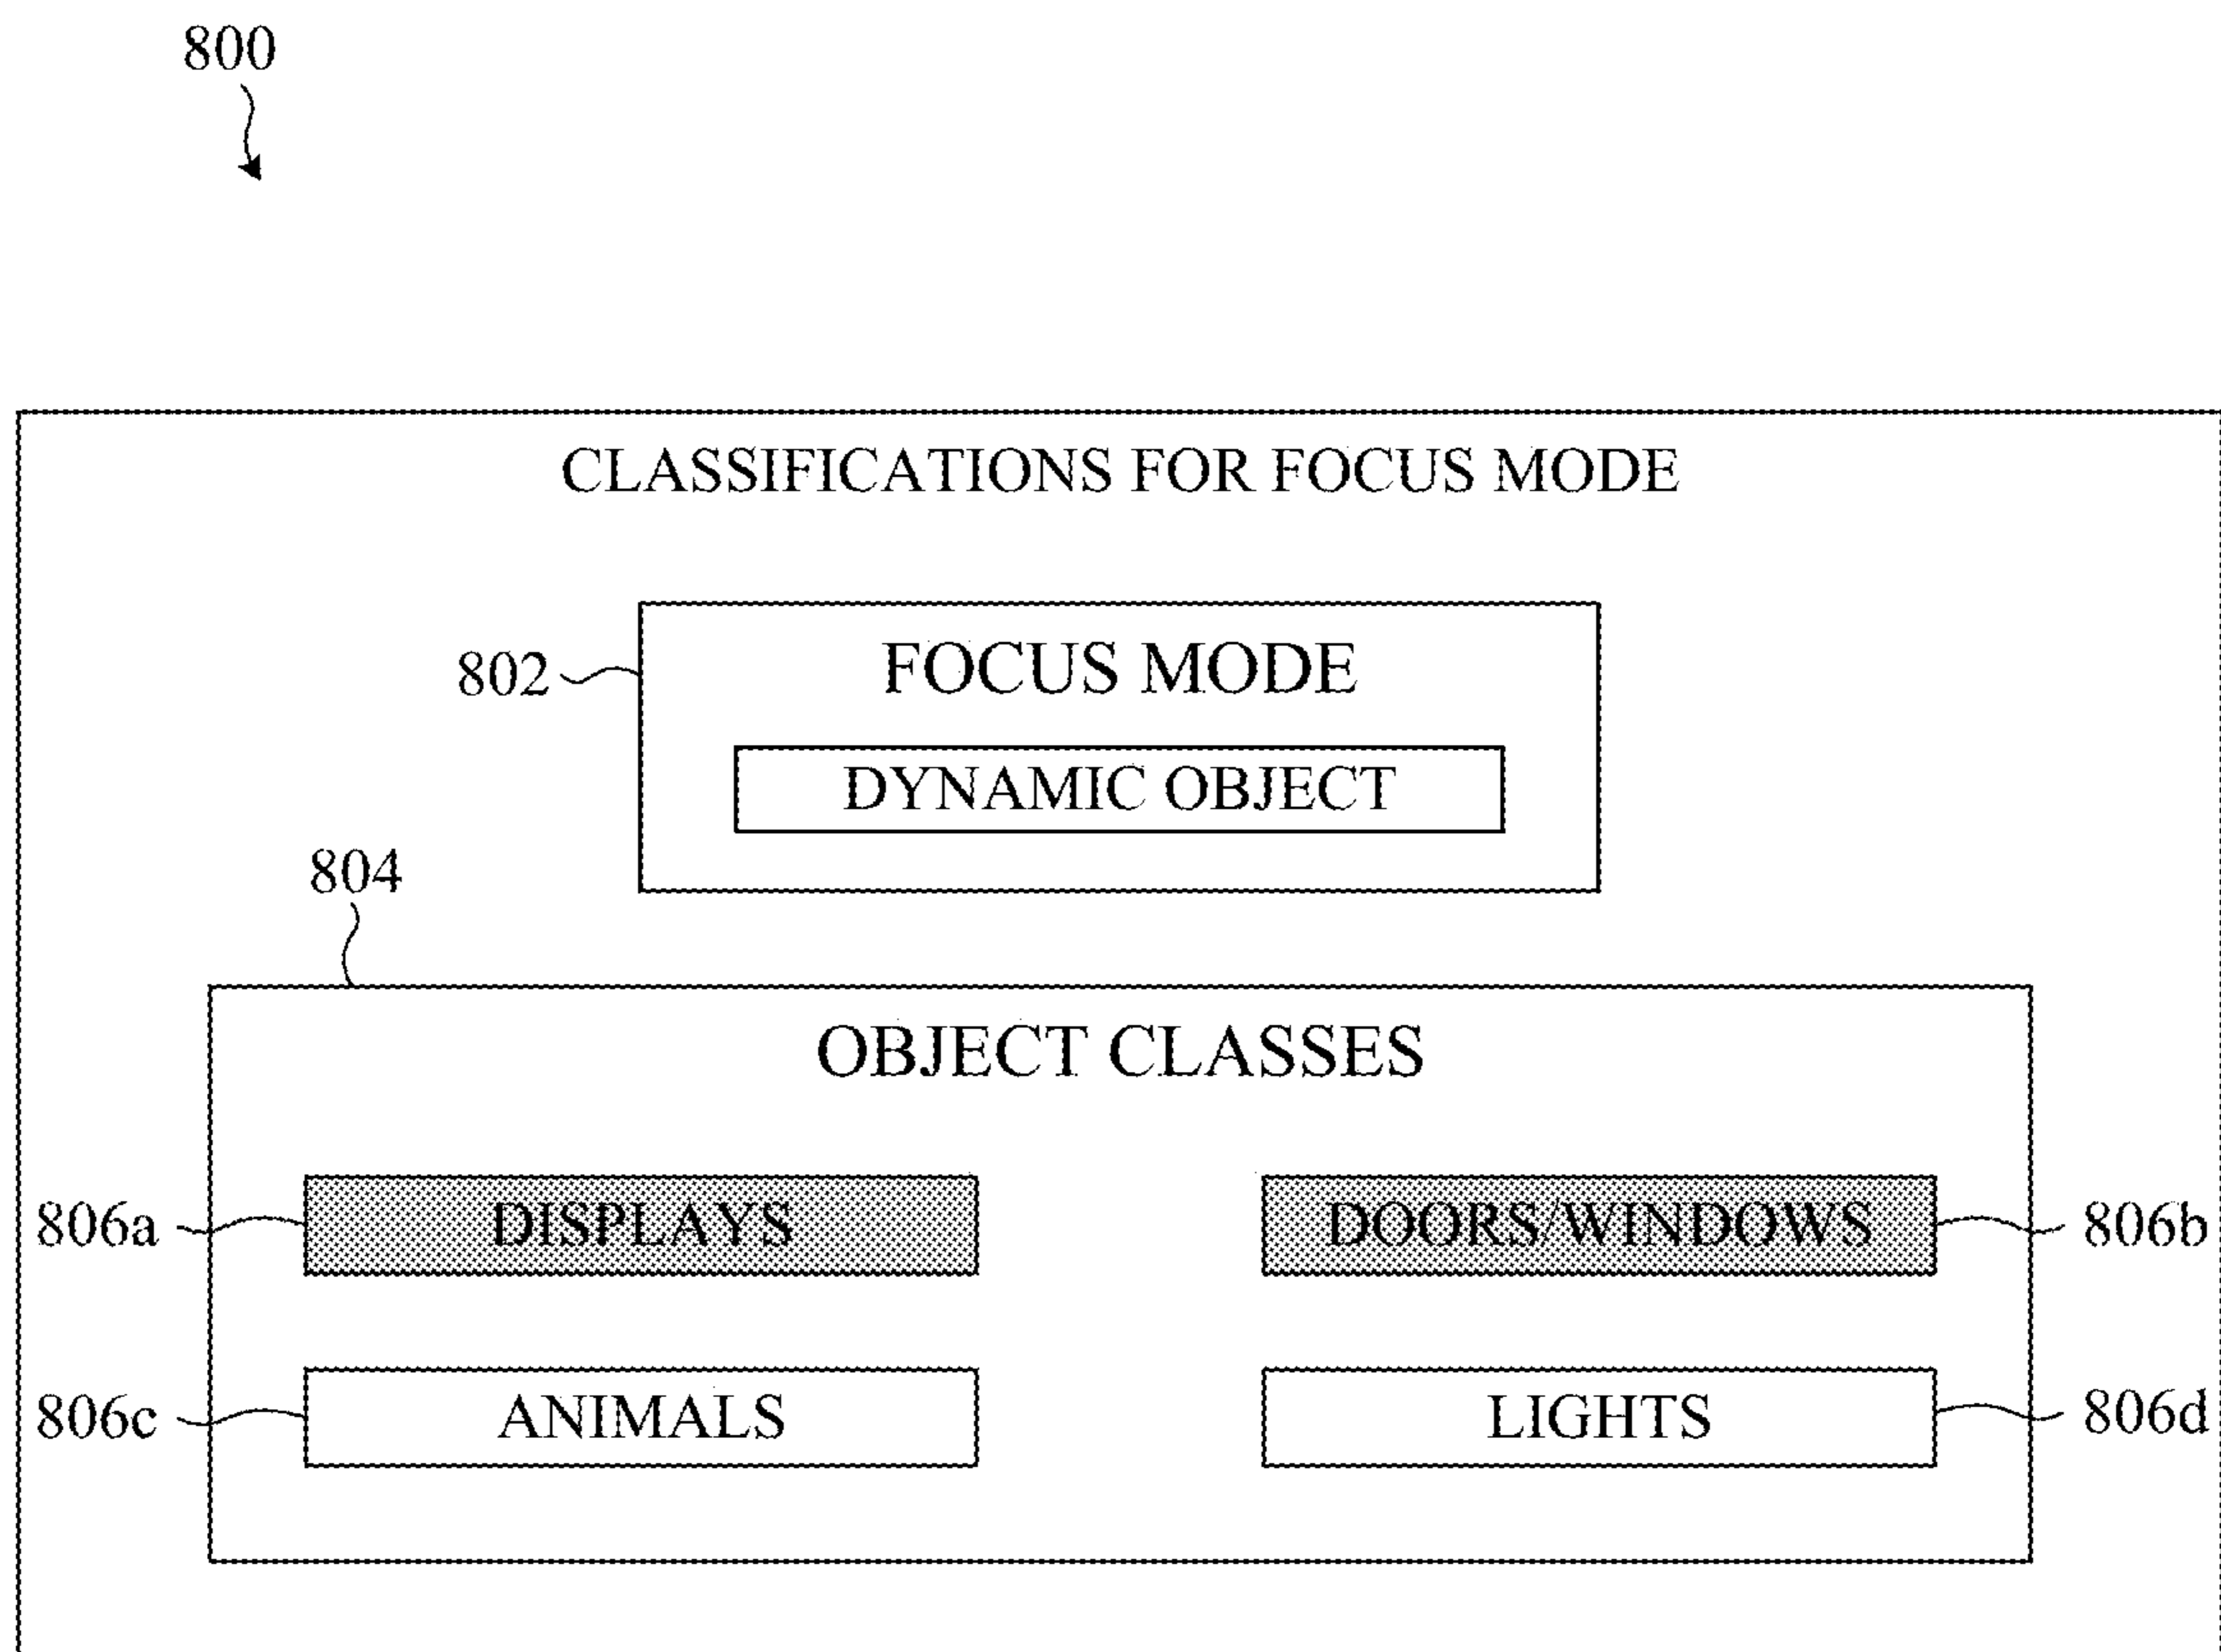 800
CLASSIFICATIONS FOR FOCUS MODE
802
FOCUS MODE
DYNAMIC OBJECT
804
OBJECT CLASSES
806a
DISPLAYS
DOORS/WINDOWS
806b
806c
ANIMALS
LIGHTS
806d